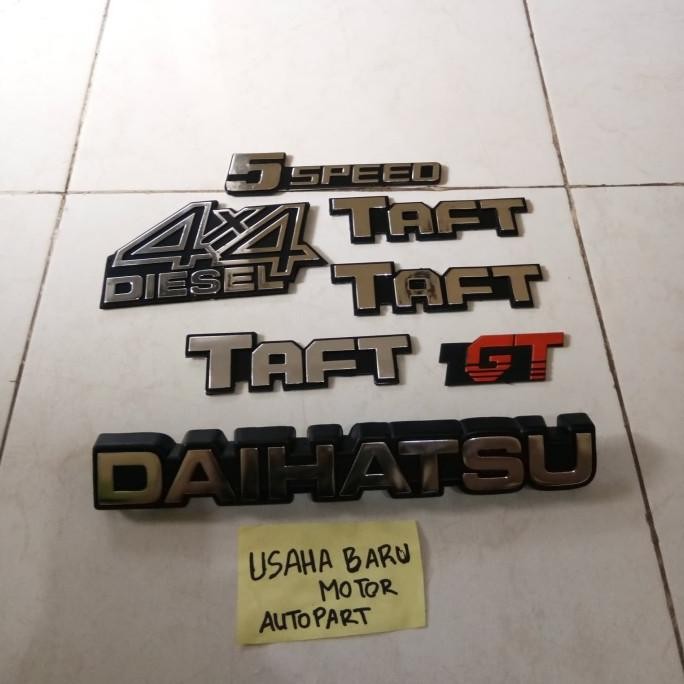 5 SPEED
4x4
DIESEL
TAFT
TAFT
TAFT
GT
DAIHATSU
USAHA BARU
MOTOR
AUTOPART